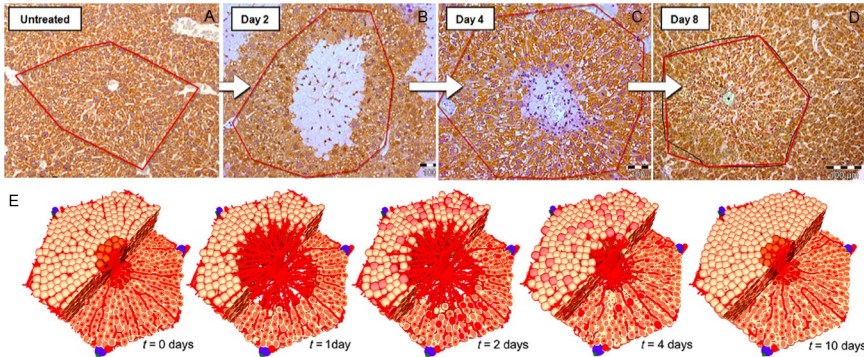 Untreated
A
Day 2
B
Day 4
C
Day 8
D
100 µm
E
t = 0 days
t = 1day
t = 2 days
t = 4 days
t = 10 days